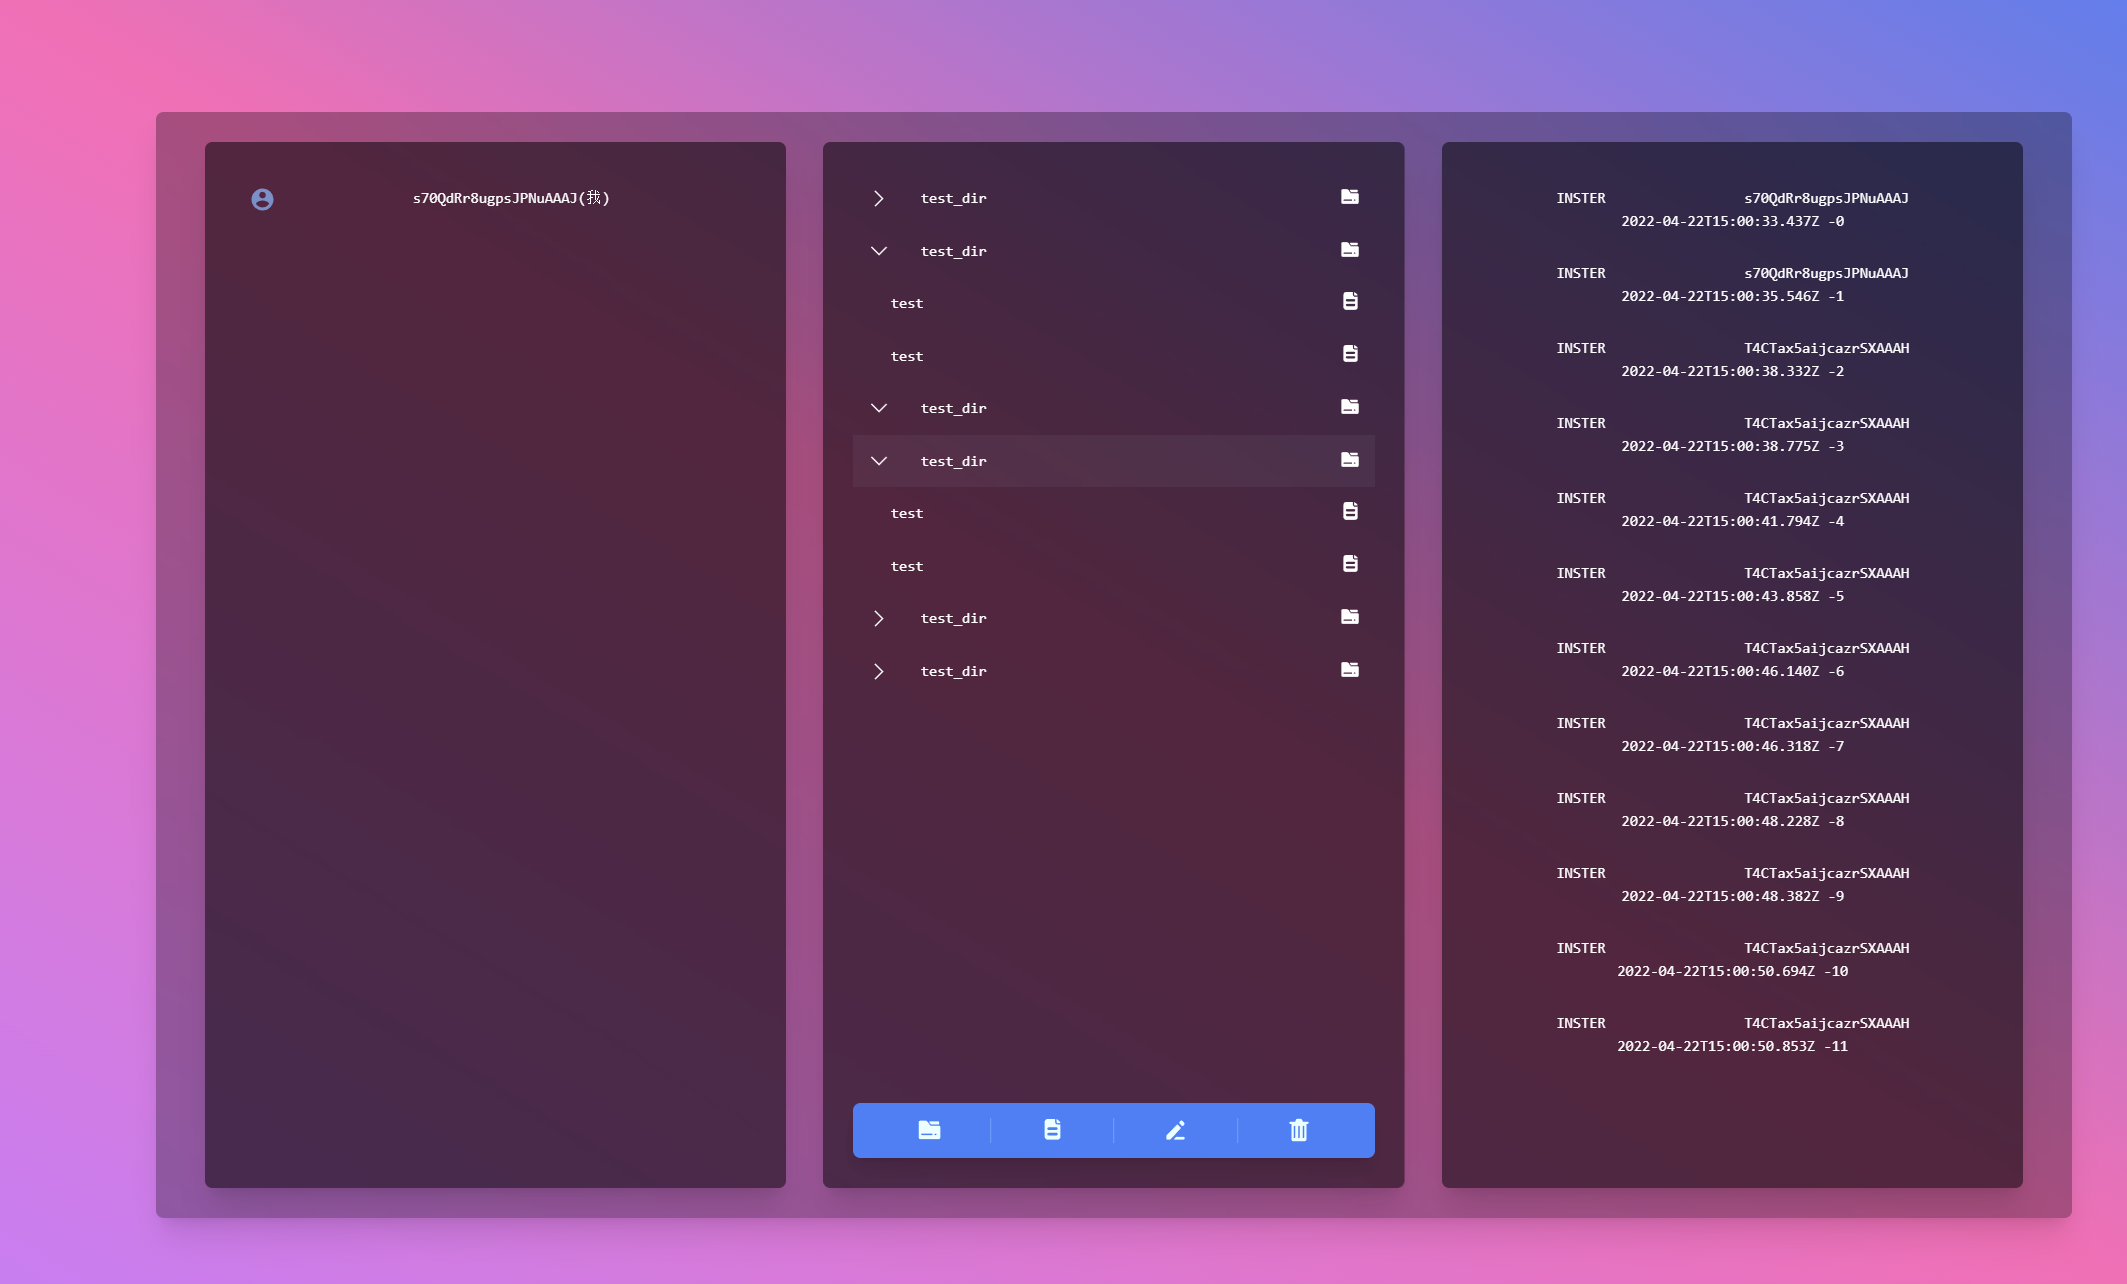 s70QdRr8ugpsJPNuAAAJ(我)
test_dir
test_dir
test
test
test_dir
test_dir
test
test
test_dir
test_dir
INSTER s70QdRr8ugpsJPNuAAAJ
2022-04-22T15:00:33.437Z -0
INSTER s70QdRr8ugpsJPNuAAAJ
2022-04-22T15:00:35.546Z -1
INSTER T4CTax5aijcazrSXAAAH
2022-04-22T15:00:38.332Z -2
INSTER T4CTax5aijcazrSXAAAH
2022-04-22T15:00:38.775Z -3
INSTER T4CTax5aijcazrSXAAAH
2022-04-22T15:00:41.794Z -4
INSTER T4CTax5aijcazrSXAAAH
2022-04-22T15:00:43.858Z -5
INSTER T4CTax5aijcazrSXAAAH
2022-04-22T15:00:46.140Z -6
INSTER T4CTax5aijcazrSXAAAH
2022-04-22T15:00:46.318Z -7
INSTER T4CTax5aijcazrSXAAAH
2022-04-22T15:00:48.228Z -8
INSTER T4CTax5aijcazrSXAAAH
2022-04-22T15:00:48.382Z -9
INSTER T4CTax5aijcazrSXAAAH
2022-04-22T15:00:50.694Z -10
INSTER T4CTax5aijcazrSXAAAH
2022-04-22T15:00:50.853Z -11